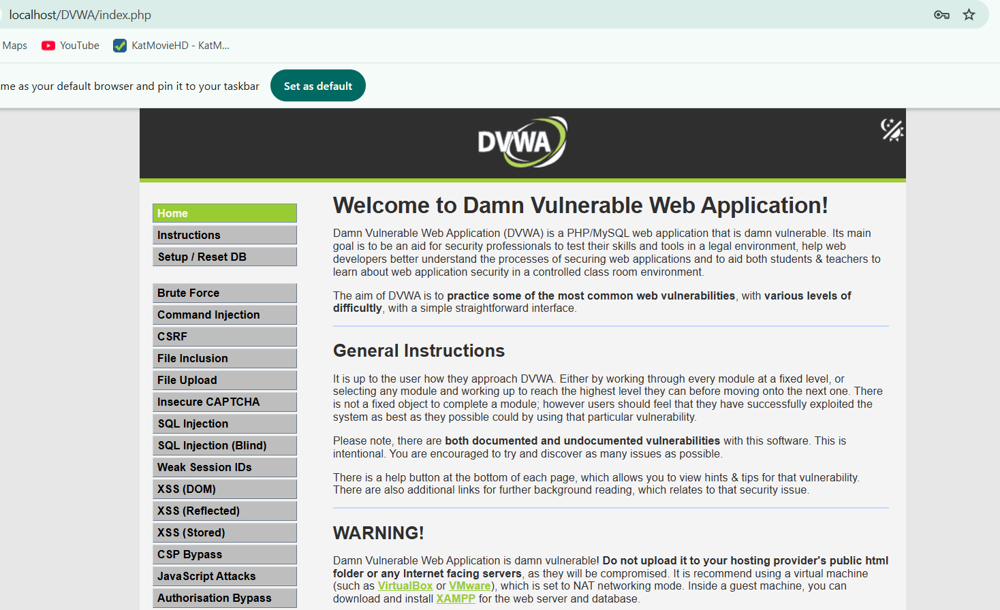 localhost/DVWA/index.php
Maps
YouTube
KatMovieHD - KatM...
me as your default browser and pin it to your taskbar
Set as default
DVWA
Home
Instructions
Setup / Reset DB
Brute Force
Command Injection
CSRF
File Inclusion
File Upload
Insecure CAPTCHA
SQL Injection
SQL Injection (Blind)
Weak Session IDs
XSS (DOM)
XSS (Reflected)
XSS (Stored)
CSP Bypass
JavaScript Attacks
Authorisation Bypass
Welcome to Damn Vulnerable Web Application!
Damn Vulnerable Web Application (DVWA) is a PHP/MySQL web application that is damn vulnerable. Its main
goal is to be an aid for security professionals to test their skills and tools in a legal environment, help web
developers better understand the processes of securing web applications and to aid both students & teachers to
learn about web application security in a controlled class room environment.
The aim of DVWA is to practice some of the most common web vulnerabilities, with various levels of
difficultly, with a simple straightforward interface.
General Instructions
It is up to the user how they approach DVWA. Either by working through every module at a fixed level, or
selecting any module and working up to reach the highest level they can before moving onto the next one. There
is not a fixed object to complete a module; however users should feel that they have successfully exploited the
system as best as they possible could by using that particular vulnerability.
Please note, there are both documented and undocumented vulnerabilities with this software. This is
intentional. You are encouraged to try and discover as many issues as possible.
There is a help button at the bottom of each page, which allows you to view hints & tips for that vulnerability.
There are also additional links for further background reading, which relates to that security issue.
WARNING!
Damn Vulnerable Web Application is damn vulnerable! Do not upload it to your hosting provider's public html
folder or any Internet facing servers, as they will be compromised. It is recommend using a virtual machine
(such as VirtualBox or VMware), which is set to NAT networking mode. Inside a guest machine, you can
download and install XAMPP for the web server and database.